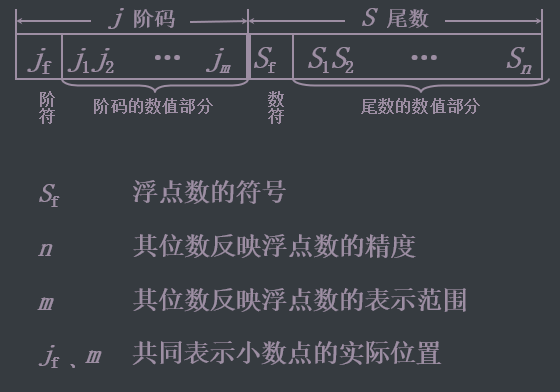 j 阶码 S 尾数
j_f j_1 j_2 … j_m S_f S_1 S_2 … S_n
阶符 阶码的数值部分 数符 尾数的数值部分
S_f 浮点数的符号
n 其位数反映浮点数的精度
m 其位数反映浮点数的表示范围
j_f 、m 共同表示小数点的实际位置